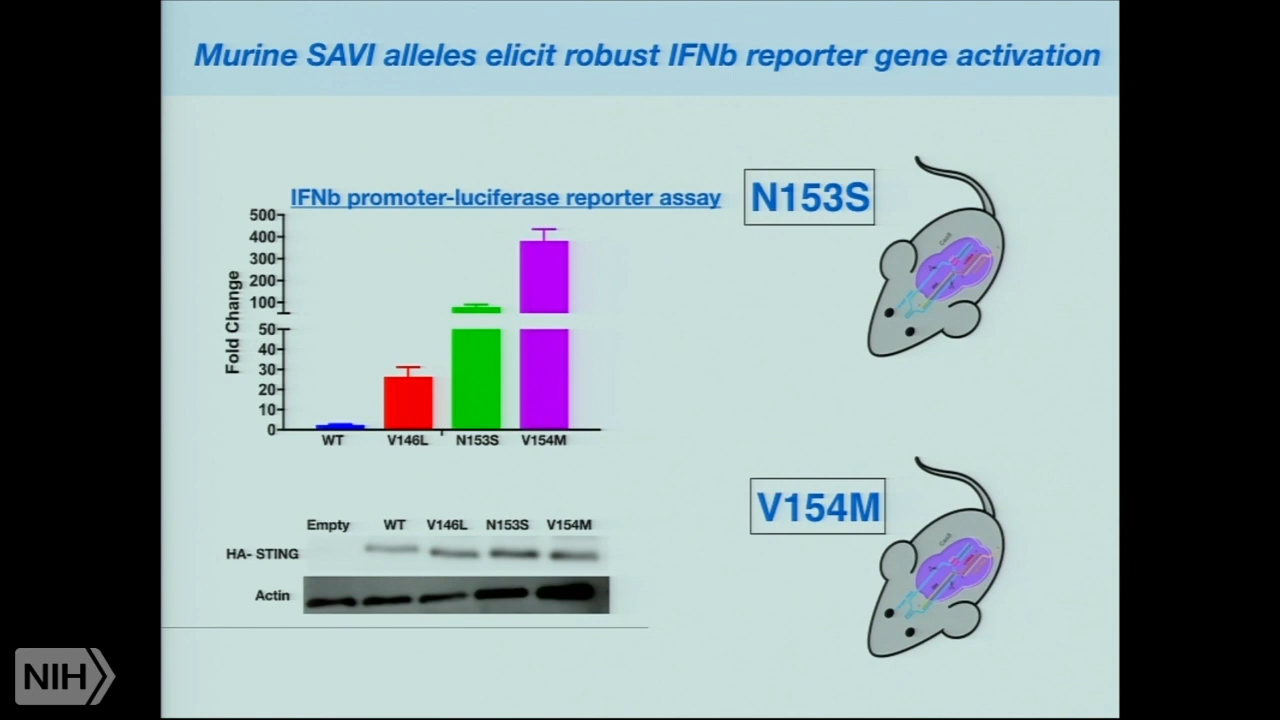 Murine SAVI alleles elicit robust IFNb reporter gene activation
IFNb promoter-luciferase reporter assay
500
400
300
200
100
50
40
30
20
10
0
Fold Change
WT V146L N153S V154M
Empty WT V146L N153S V154M
HA- STING
Actin
N153S
V154M
NIH